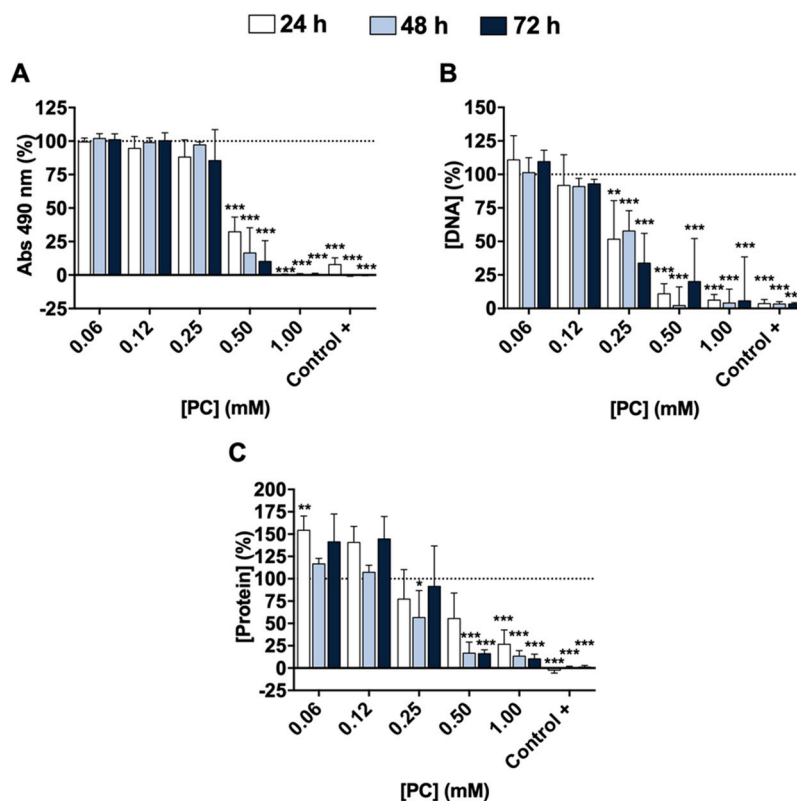 24 h 48 h 72 h
A
Abs 490 nm (%)
125
100
75
50
25
0
-25
*** *** ***
*** *** ***
*** *** ***
0.06 0.12 0.25 0.50 1.00 Control +
[PC] (mM)
B
[DNA] (%)
150
125
100
75
50
25
0
** *** ***
*** *** ***
*** *** ***
*** *** **
0.06 0.12 0.25 0.50 1.00 Control +
[PC] (mM)
C
[Protein] (%)
200
175
150
125
100
75
50
25
0
-25
**
*
*** ***
*** *** ***
*** *** ***
0.06 0.12 0.25 0.50 1.00 Control +
[PC] (mM)